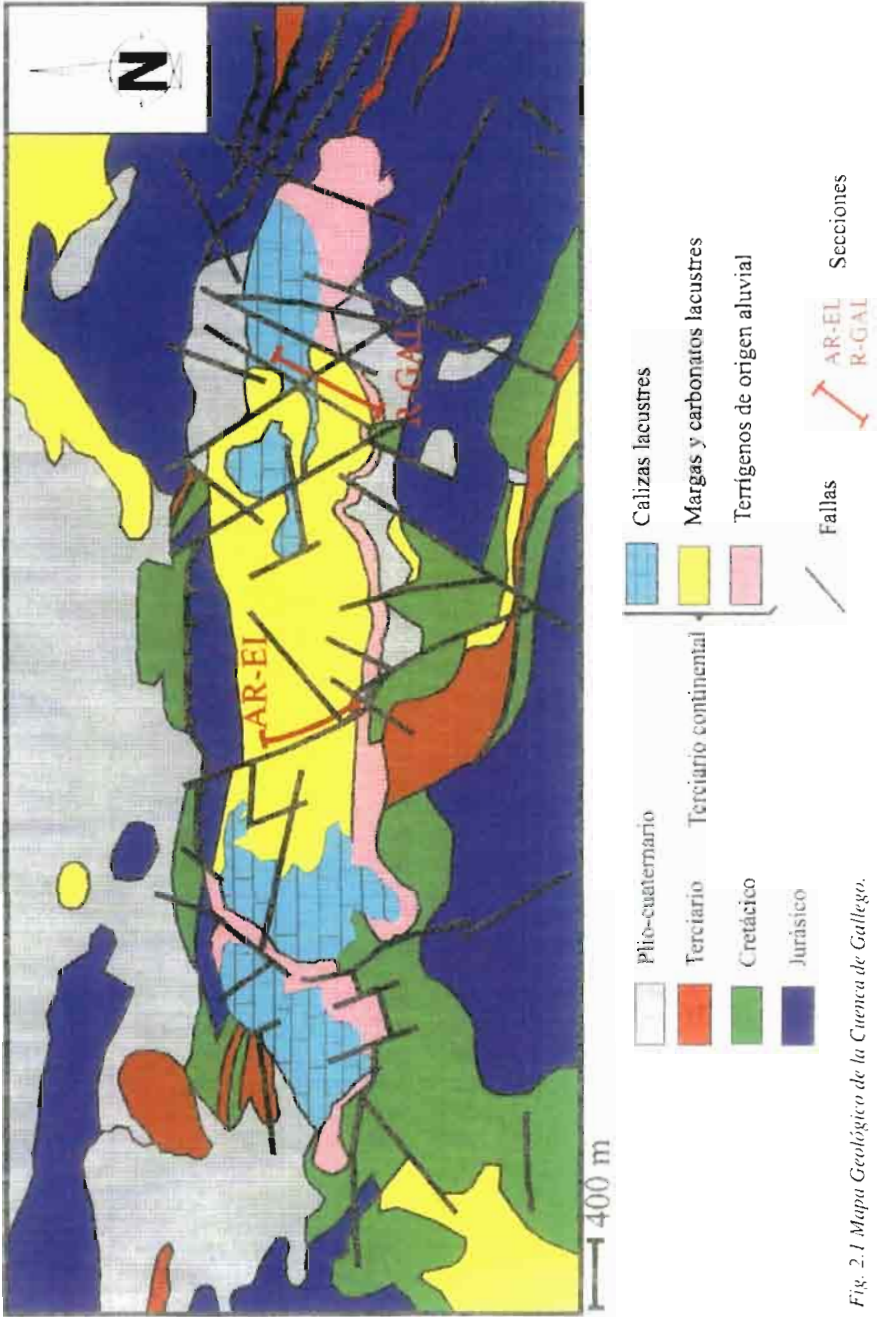 N
AR-EL
R-GAL
400 m
Plio-cuaternario
Terciario
Cretácico
Jurásico
Terciario continental
Calizas lacustres
Margas y carbonatos lacustres
Terrígenos de origen aluvial
Fallas
AR-EL
R-GAL
Secciones
Fig. 2.1 Mapa Geológico de la Cuenca de Gallego.